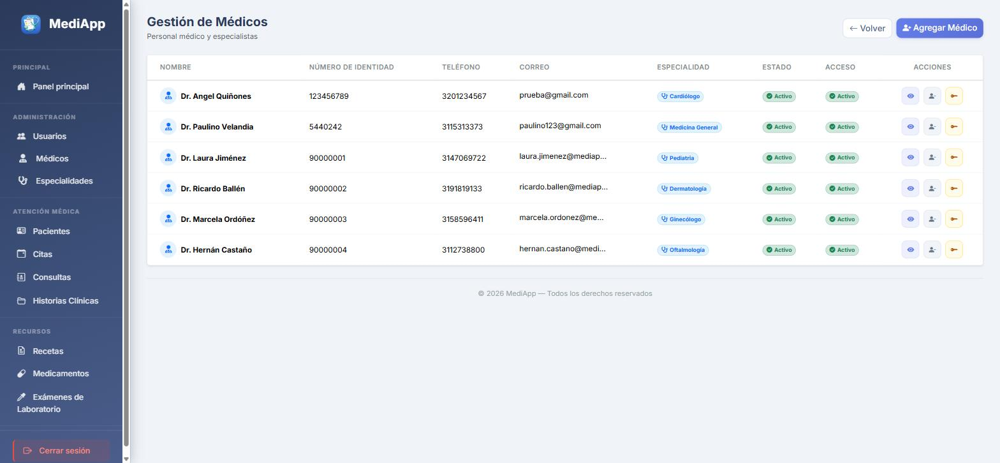 MediApp
PRINCIPAL
Panel principal
ADMINISTRACIÓN
Usuarios
Médicos
Especialidades
ATENCIÓN MÉDICA
Pacientes
Citas
Consultas
Historias Clínicas
RECURSOS
Recetas
Medicamentos
Exámenes de
Laboratorio
Cerrar sesión
Gestión de Médicos
Personal médico y especialistas
Volver
Agregar Médico
NOMBRE NÚMERO DE IDENTIDAD TELÉFONO CORREO ESPECIALIDAD ESTADO ACCESO ACCIONES
Dr. Angel Quiñones 123456789 3201234567 prueba@gmail.com Cardiólogo Activo Activo
Dr. Paulino Velandia 5440242 3115313373 paulino123@gmail.com Medicina General Activo Activo
Dr. Laura Jiménez 90000001 3147069722 laura.jimenez@mediap... Pediatria Activo Activo
Dr. Ricardo Ballén 90000002 3191819133 ricardo.ballen@mediap... Dermatología Activo Activo
Dr. Marcela Ordóñez 90000003 3158596411 marcela.ordonez@me... Ginecólogo Activo Activo
Dr. Hernán Castaño 90000004 3112738800 hernan.castano@medi... Oftalmología Activo Activo
© 2026 MediApp — Todos los derechos reservados